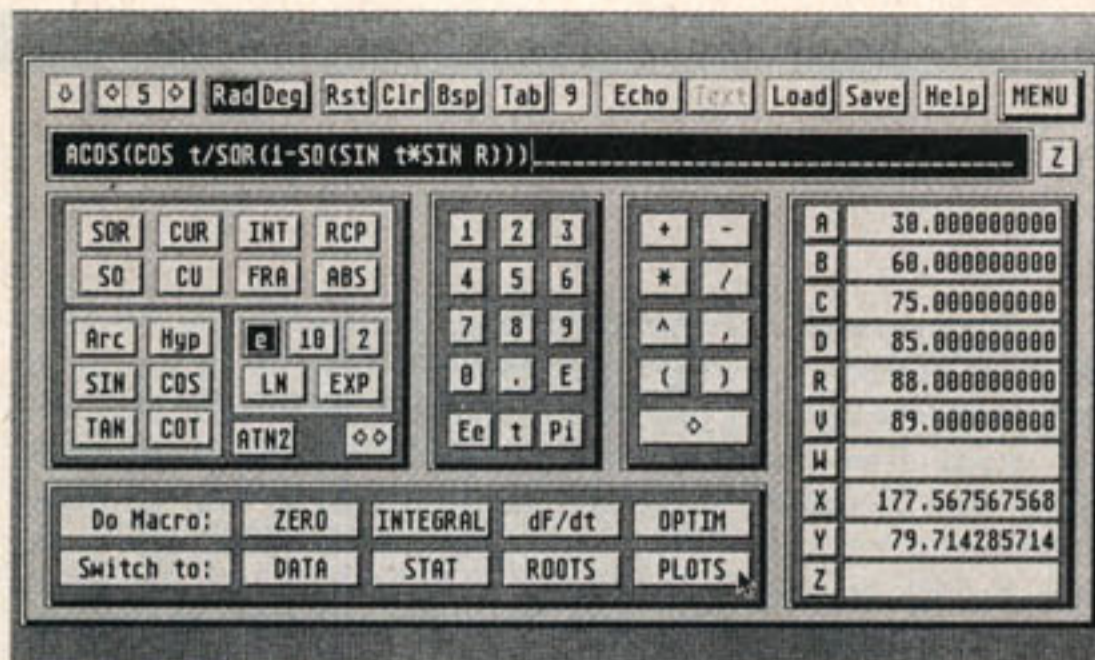 5 Rad Deg Rst Clr Bsp Tab 9 Echo Text Load Save Help MENU
ACOS(COS t/SQR(1-SQ(SIN t*SIN R))) Z
SQR CUR INT RCP
SQ CU FRA ABS
Arc Hyp e 10 2
SIN COS LN EXP
TAN COT ATN2
1 2 3
4 5 6
7 8 9
0 . E
Ee t Pi
+ -
* /
^ ,
( )
A 30.000000000
B 60.000000000
C 75.000000000
D 85.000000000
R 88.000000000
V 89.000000000
W
X 177.567567568
Y 79.714285714
Z
Do Macro: ZERO INTEGRAL dF/dt OPTIM
Switch to: DATA STAT ROOTS PLOTS